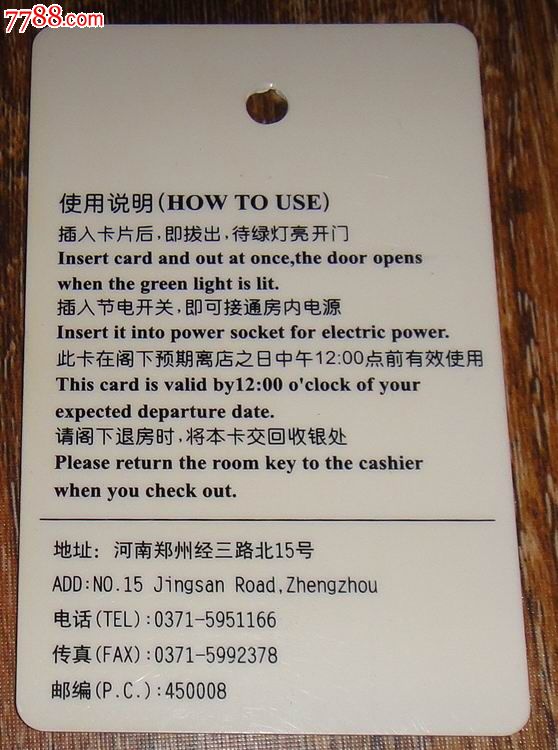 7788.com
使用说明(HOW TO USE)
插入卡片后,即拔出,待绿灯亮开门
Insert card and out at once,the door opens
when the green light is lit.
插入节电开关,即可接通房内电源
Insert it into power socket for electric power.
此卡在阁下预期离店之日中午12:00点前有效使用
This card is valid by12:00 o'clock of your
expected departure date.
请阁下退房时,将本卡交回收银处
Please return the room key to the cashier
when you check out.
地址: 河南郑州经三路北15号
ADD:NO.15 Jingsan Road,Zhengzhou
电话(TEL):0371-5951166
传真(FAX):0371-5992378
邮编(P.C.):450008